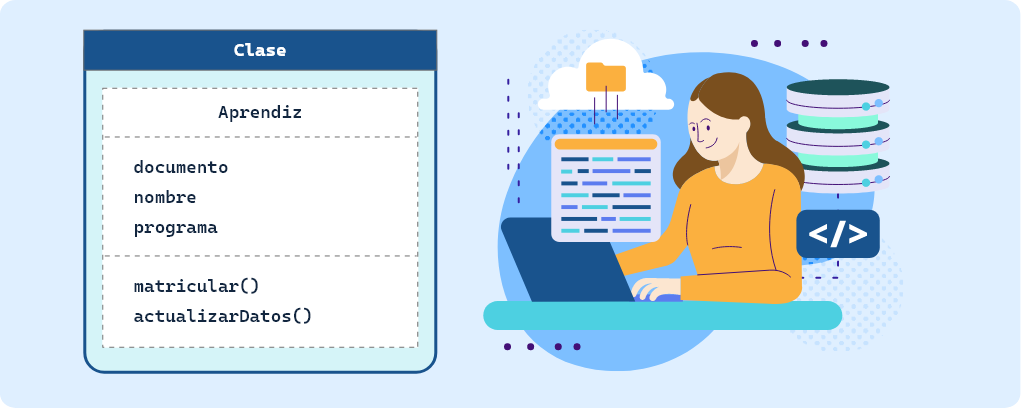 Clase
Aprendiz
documento
nombre
programa
matricular()
actualizarDatos()
</>